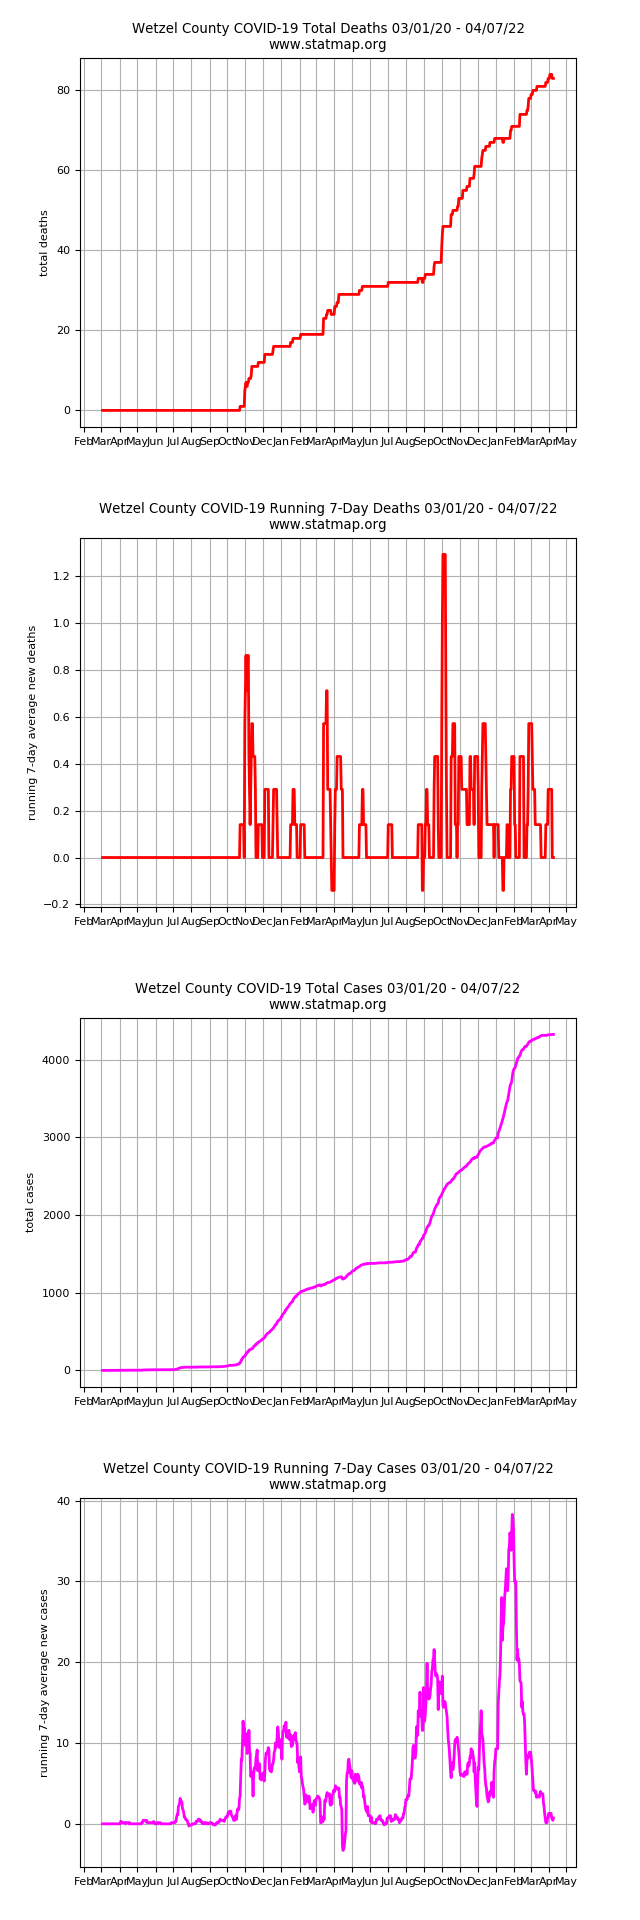 Wetzel County COVID-19 Total Deaths 03/01/20 - 04/07/22
www.statmap.org
80
60
40
20
0
total deaths
Feb Mar Apr May Jun Jul Aug Sep Oct Nov Dec Jan Feb Mar Apr May Jun Jul Aug Sep Oct Nov Dec Jan Feb Mar Apr May
Wetzel County COVID-19 Running 7-Day Deaths 03/01/20 - 04/07/22
www.statmap.org
1.2
1.0
0.8
0.6
0.4
0.2
0.0
−0.2
running 7-day average new deaths
Feb Mar Apr May Jun Jul Aug Sep Oct Nov Dec Jan Feb Mar Apr May Jun Jul Aug Sep Oct Nov Dec Jan Feb Mar Apr May
Wetzel County COVID-19 Total Cases 03/01/20 - 04/07/22
www.statmap.org
4000
3000
2000
1000
0
total cases
Feb Mar Apr May Jun Jul Aug Sep Oct Nov Dec Jan Feb Mar Apr May Jun Jul Aug Sep Oct Nov Dec Jan Feb Mar Apr May
Wetzel County COVID-19 Running 7-Day Cases 03/01/20 - 04/07/22
www.statmap.org
40
30
20
10
0
running 7-day average new cases
Feb Mar Apr May Jun Jul Aug Sep Oct Nov Dec Jan Feb Mar Apr May Jun Jul Aug Sep Oct Nov Dec Jan Feb Mar Apr May